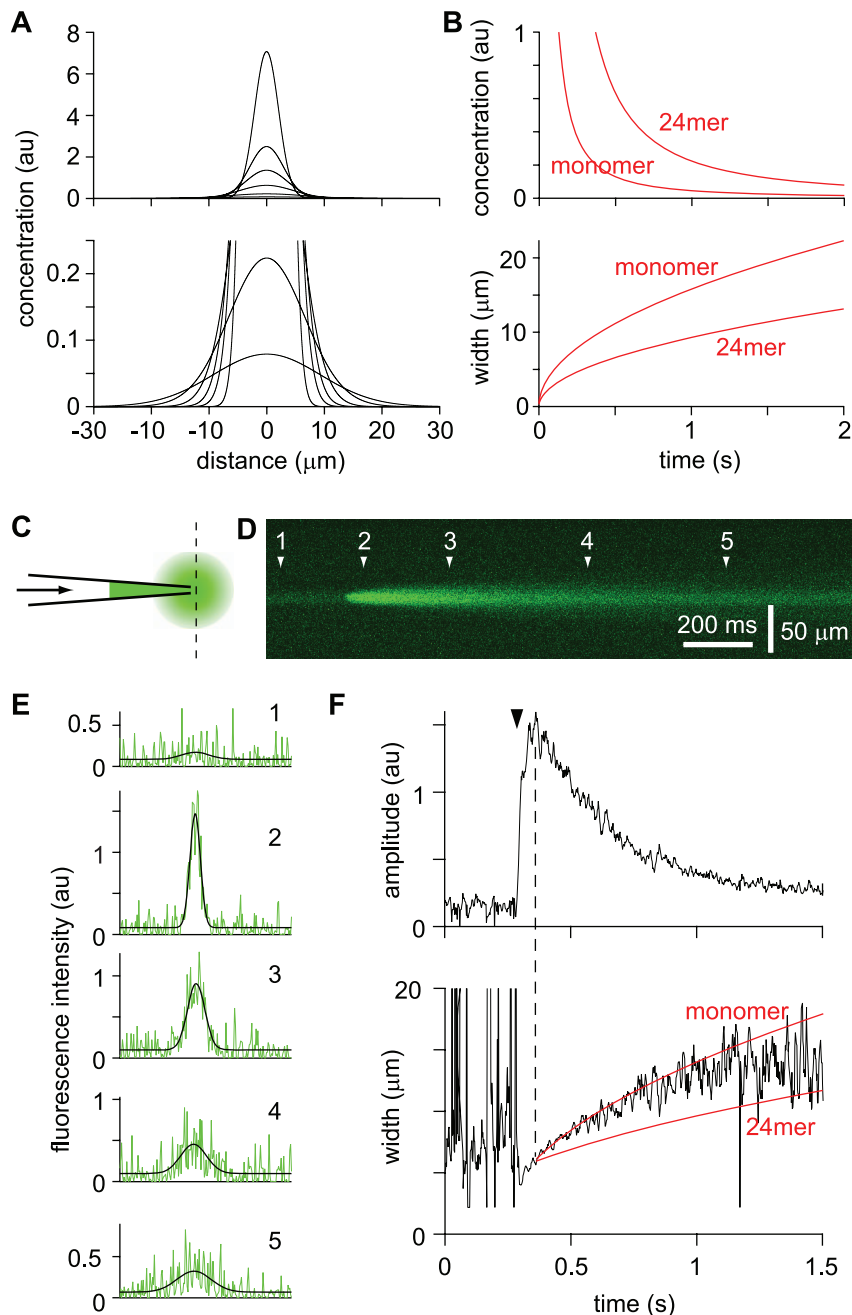 A
8
6
4
2
0
0.2
0.1
0
concentration (au)
-30 -20 -10 0 10 20 30
distance (μm)
B
1
0
concentration (au)
24mer
monomer
20
10
0
width (μm)
monomer
24mer
0 1 2
time (s)
C
D
1 2 3 4 5
200 ms
50 μm
E
fluorescence intensity (au)
0.5
0
1
1
0
2
1
0
3
1
0
4
0.5
0
5
F
1
0
amplitude (au)
20
10
0
width (μm)
monomer
24mer
0 0.5 1 1.5
time (s)